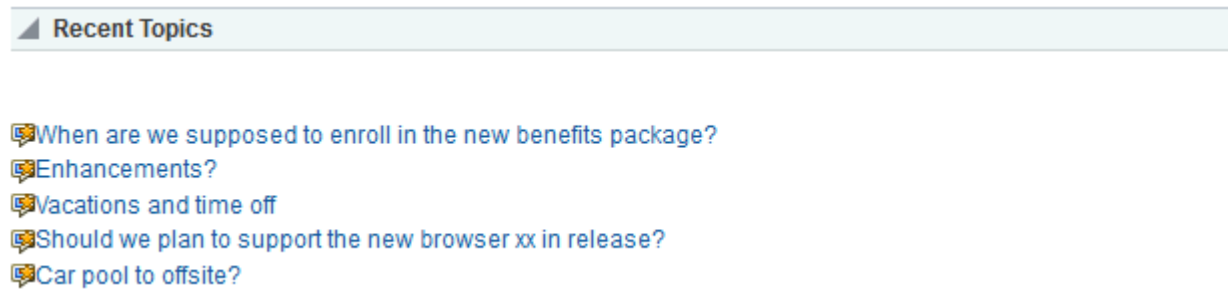 Recent Topics
When are we supposed to enroll in the new benefits package?
Enhancements?
Vacations and time off
Should we plan to support the new browser xx in release?
Car pool to offsite?